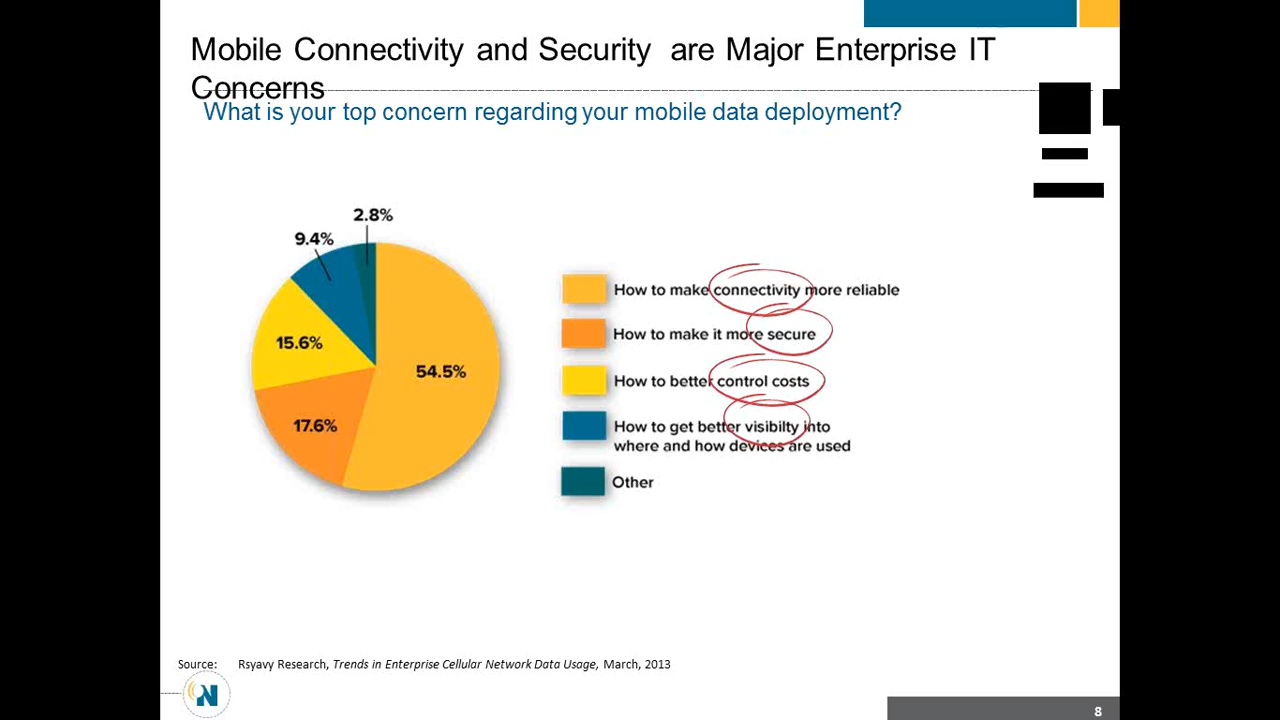 Mobile Connectivity and Security are Major Enterprise IT
Concerns
What is your top concern regarding your mobile data deployment?
2.8%
9.4%
15.6%
54.5%
17.6%
How to make connectivity more reliable
How to make it more secure
How to better control costs
How to get better visibilty into
where and how devices are used
Other
Source: Rsyavy Research, Trends in Enterprise Cellular Network Data Usage, March, 2013
N
8